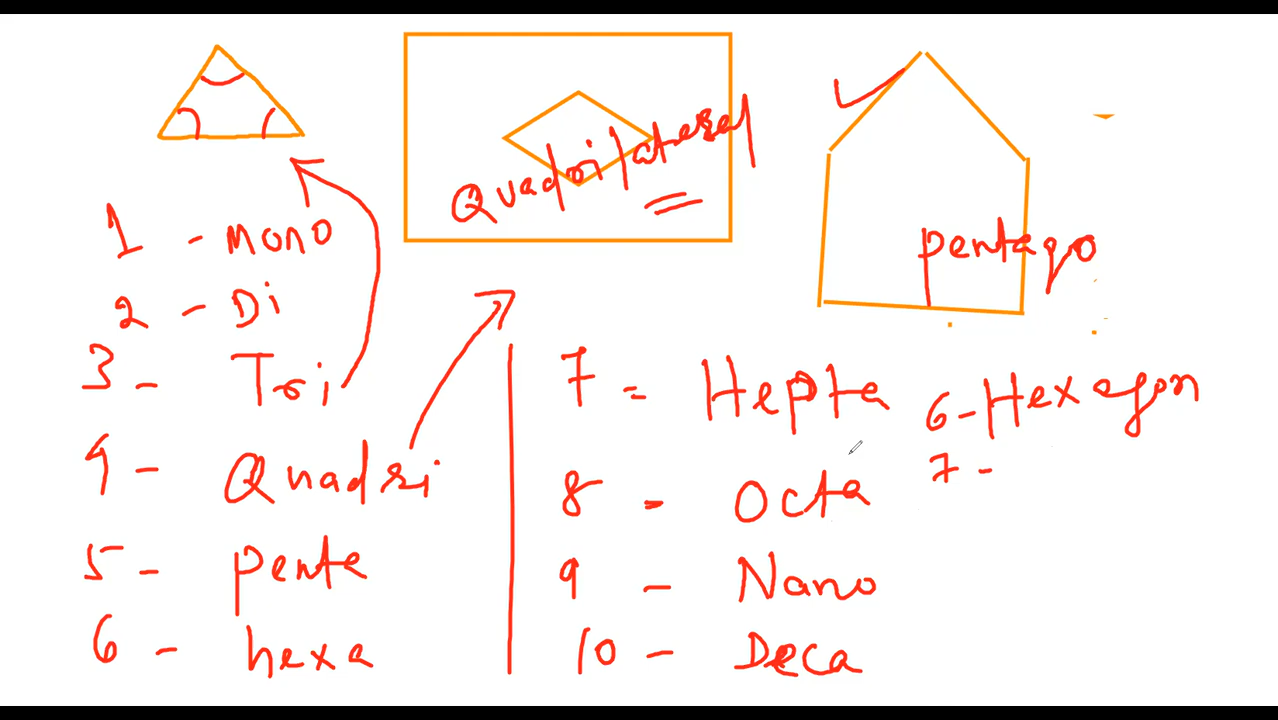 Quadrilateral
pentago
1 - mono
2 - Di
3 - Tri
4 - Quadri
5 - penta
6 - hexa
7 = Hepta
8 - Octa
9 - Nano
10 - Deca
6 - Hexagon
7 -